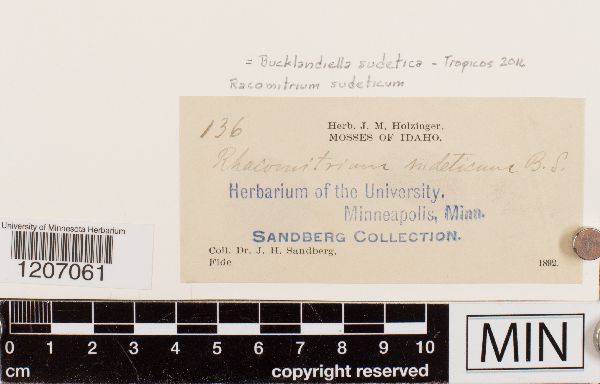 = Bucklandiella sudetica - Tropicos 2012
Racomitrium sudeticum
136
Herb. J. M. Holzinger.
MOSSES OF IDAHO.
Rhacomitrium sudeticum B. S.
Herbarium of the University.
Minneapolis, Minn.
SANDBERG COLLECTION.
Coll. Dr. J. H. Sandberg,
Fide
1892.
University of Minnesota Herbarium
1207061
0 1 2 3 4 5 6 7 8 9 10
cm
copyright reserved
MIN